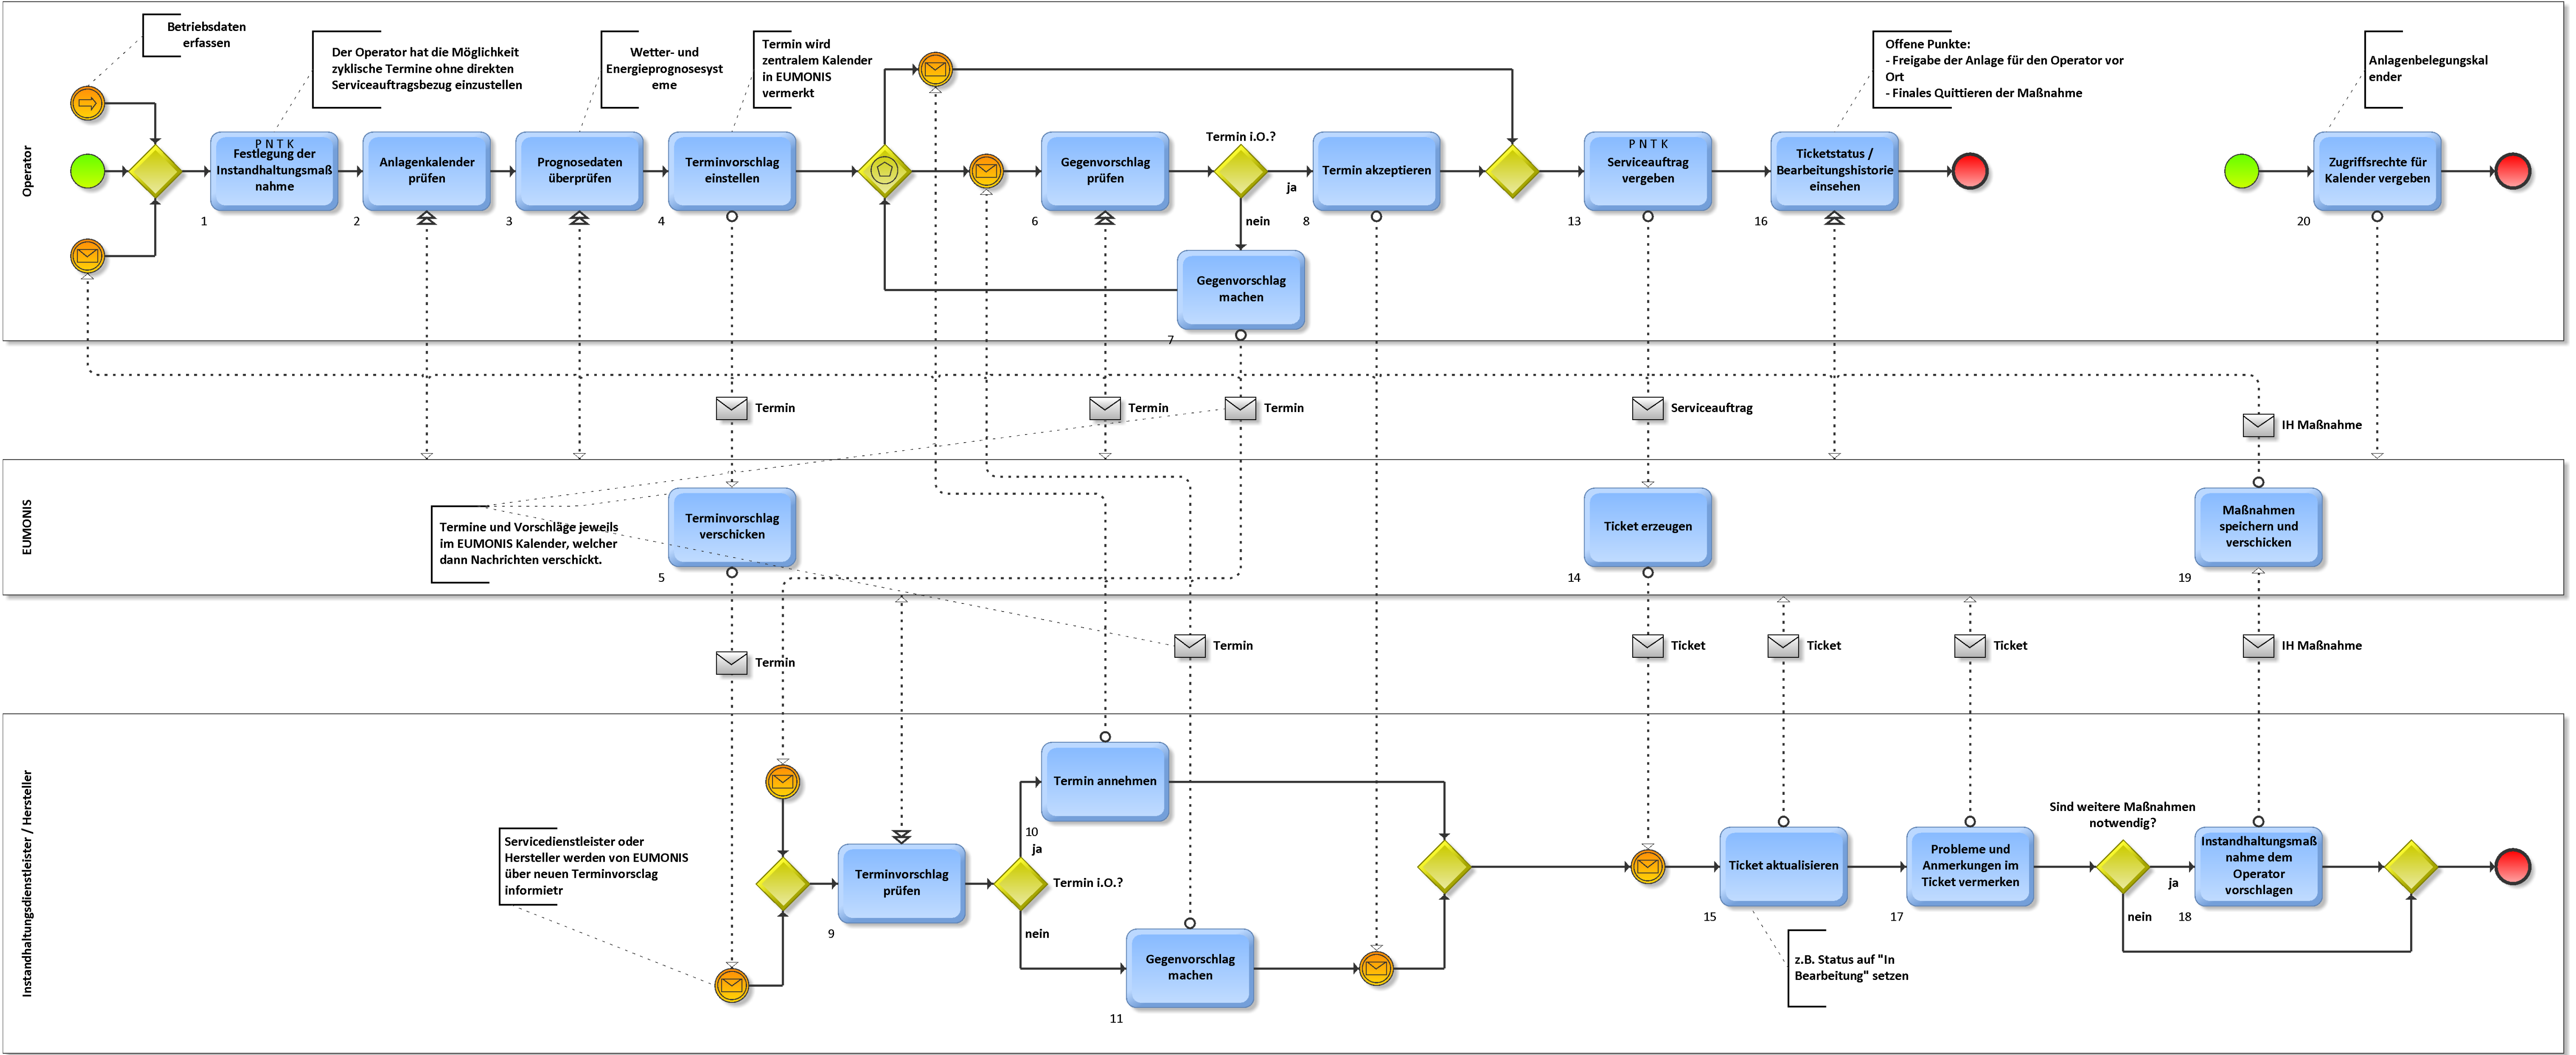 Operator
Betriebsdaten
erfassen
Der Operator hat die Möglichkeit
zyklische Termine ohne direkten
Serviceauftragsbezug einzustellen
Wetter- und
Energieprognosesyst
eme
Termin wird
zentralem Kalender
in EUMONIS
vermerkt
Offene Punkte:
- Freigabe der Anlage für den Operator vor
Ort
- Finales Quittieren der Maßnahme
Anlagenbelegungskal
ender
P N T K
Festlegung der
Instandhaltungsmaß
nahme
1
Anlagenkalender
prüfen
2
Prognosedaten
überprüfen
3
Terminvorschlag
einstellen
4
Gegenvorschlag
prüfen
6
Termin i.O.?
ja
nein
Gegenvorschlag
machen
7
Termin akzeptieren
8
P N T K
Serviceauftrag
vergeben
13
Ticketstatus /
Bearbeitungshistorie
einsehen
16
Zugriffsrechte für
Kalender vergeben
20
Termin
Termin
Termin
Serviceauftrag
IH Maßnahme
EUMONIS
Termine und Vorschläge jeweils
im EUMONIS Kalender, welcher
dann Nachrichten verschickt.
Terminvorschlag
verschicken
5
Ticket erzeugen
14
Maßnahmen
speichern und
verschicken
19
Termin
Termin
Ticket
Ticket
Ticket
IH Maßnahme
Instandhaltungsdienstleister / Hersteller
Servicedienstleister oder
Hersteller werden von EUMONIS
über neuen Terminvorsclag
informietr
Terminvorschlag
prüfen
9
Termin annehmen
10
ja
Termin i.O.?
nein
Gegenvorschlag
machen
11
Ticket aktualisieren
15
z.B. Status auf "In
Bearbeitung" setzen
Probleme und
Anmerkungen im
Ticket vermerken
17
Sind weitere Maßnahmen
notwendig?
ja
nein
Instandhaltungsmaß
nahme dem
Operator
vorschlagen
18